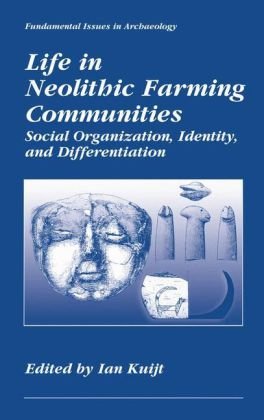 Fundamental Issues in Archaeology
Life in
Neolithic Farming
Communities
Social Organization, Identity,
and Differentiation
Edited by Ian Kuijt